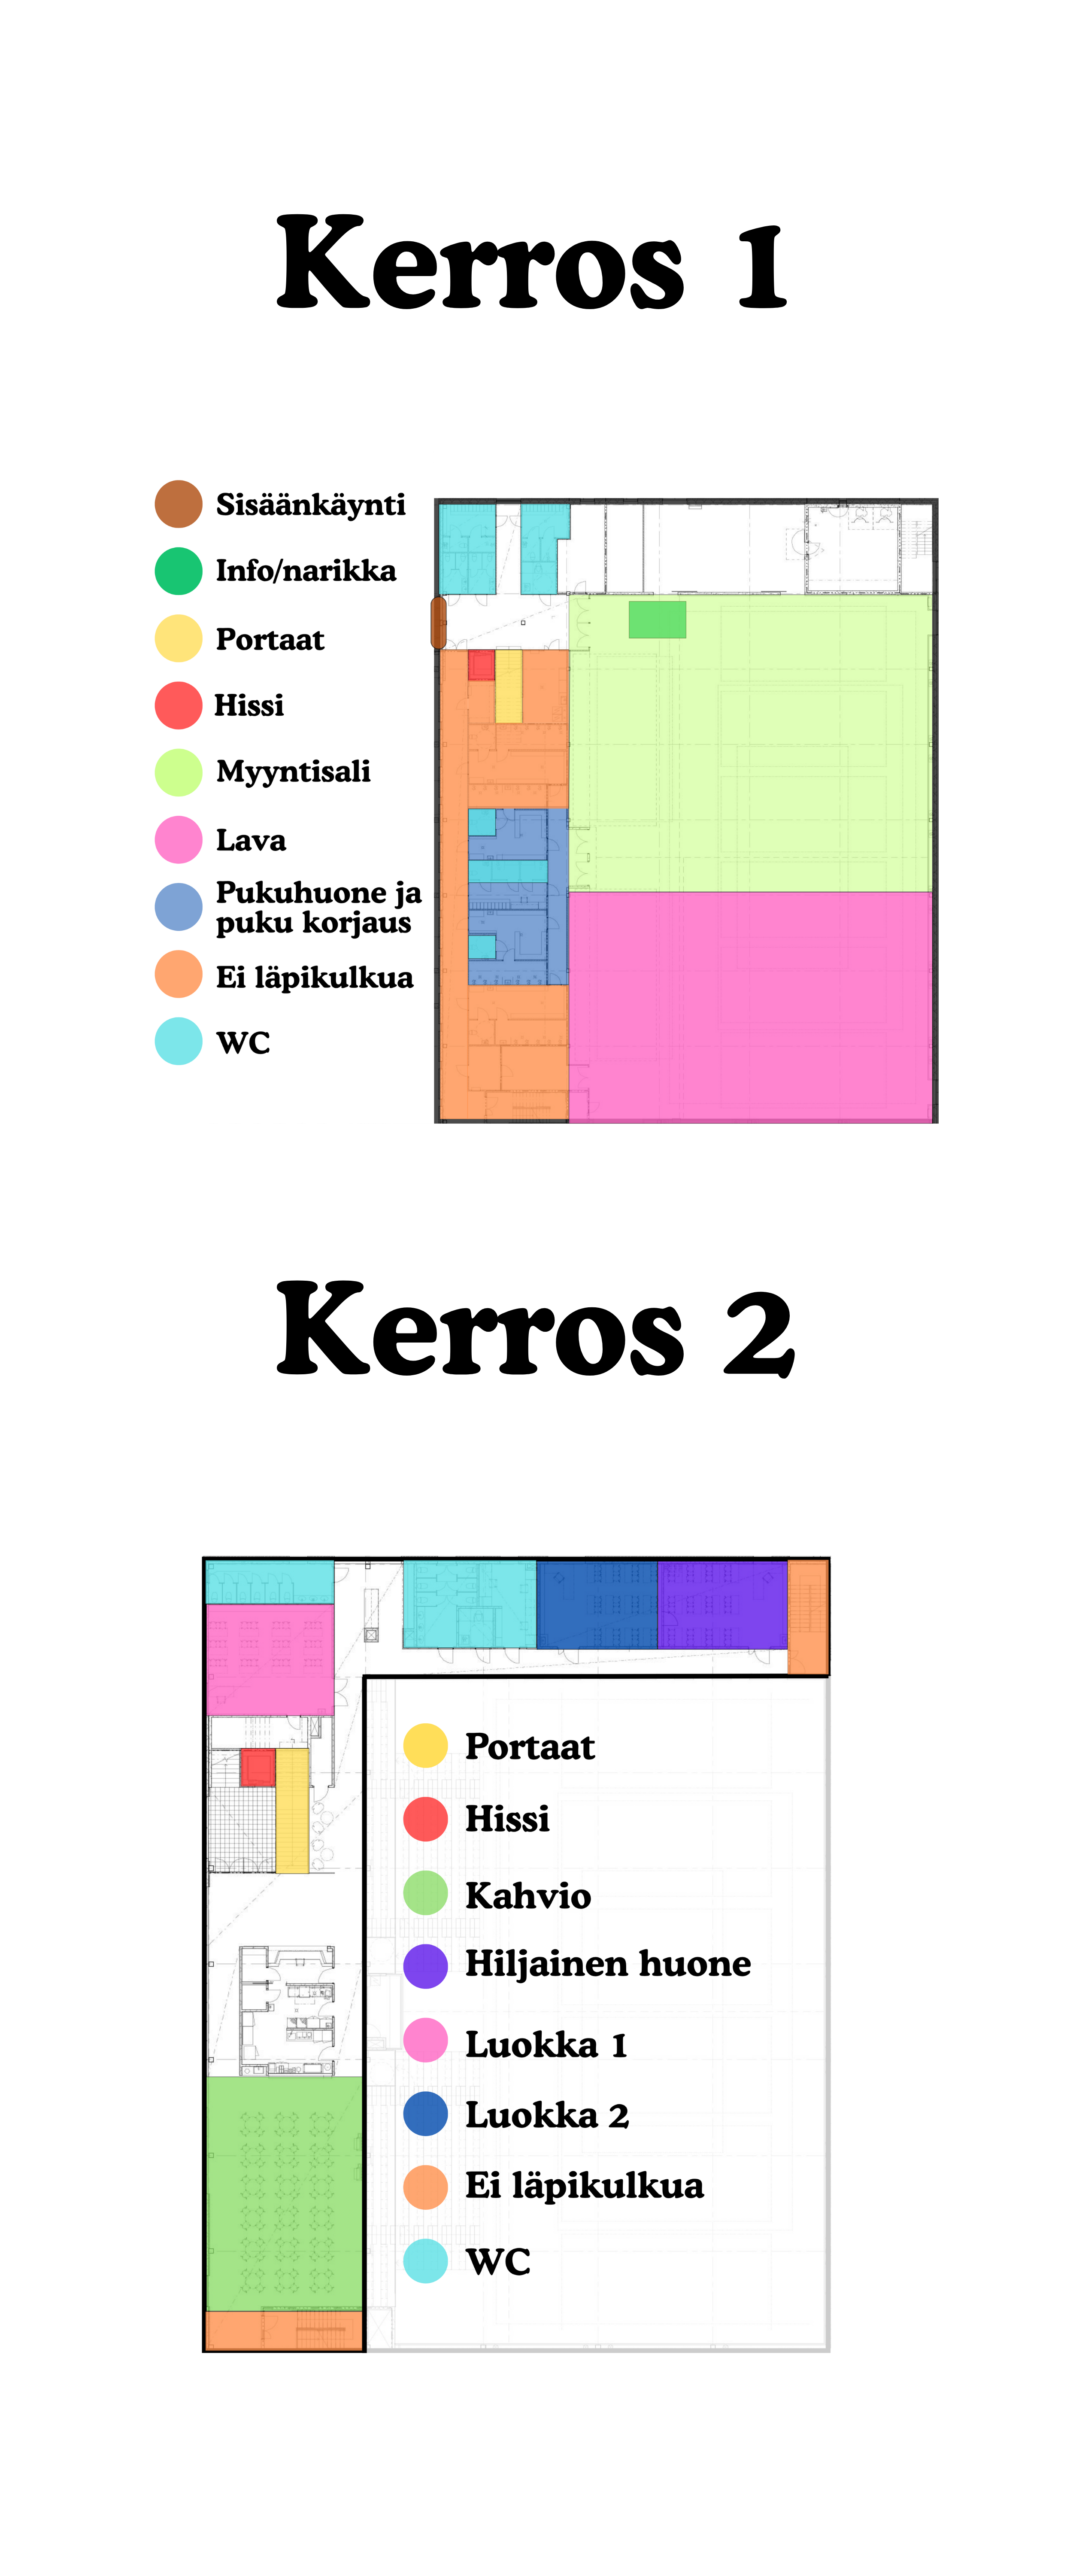 Kerros 1
Sisäänkäynti
Info/narikka
Portaat
Hissi
Myyntisali
Lava
Pukuhuone ja
puku korjaus
Ei läpikulkua
WC
Kerros 2
Portaat
Hissi
Kahvio
Hiljainen huone
Luokka 1
Luokka 2
Ei läpikulkua
WC